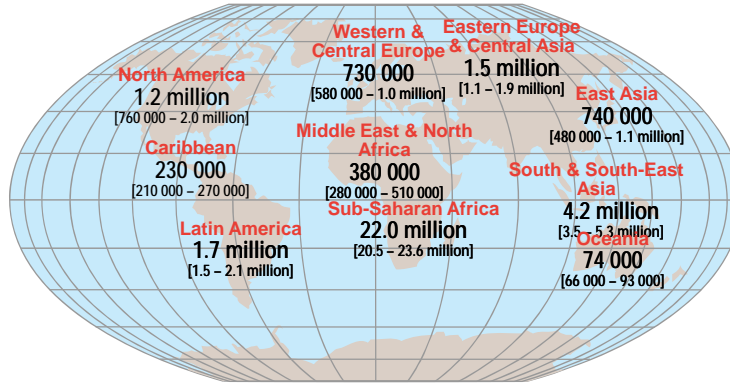 Western &
Central Europe
730 000
[580 000 – 1.0 million]
Eastern Europe
& Central Asia
1.5 million
[1.1 – 1.9 million]
North America
1.2 million
[760 000 – 2.0 million]
East Asia
740 000
[480 000 – 1.1 million]
Caribbean
230 000
[210 000 – 270 000]
Middle East & North
Africa
380 000
[280 000 – 510 000]
South & South-East
Asia
4.2 million
[3.5 – 5.3 million]
Sub-Saharan Africa
22.0 million
[20.5 – 23.6 million]
Latin America
1.7 million
[1.5 – 2.1 million]
Oceania
74 000
[66 000 – 93 000]